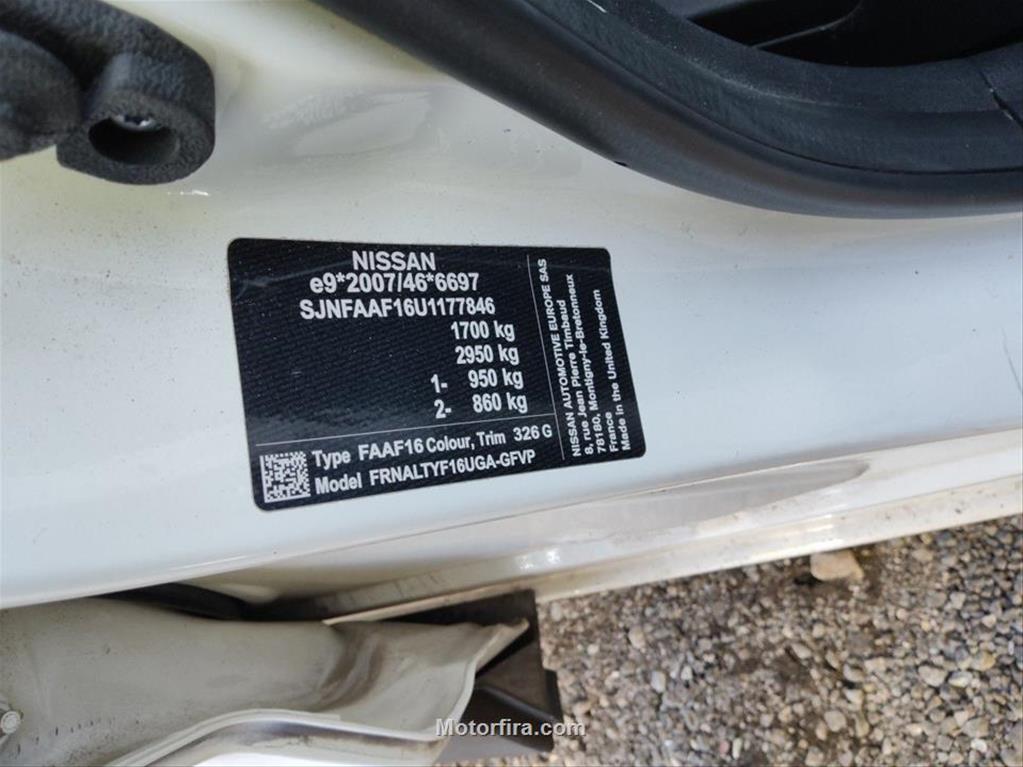 NISSAN
e9*2007/46*6697
SJNFAAF16U1177846
1700 kg
2950 kg
1- 950 kg
2- 860 kg
Type FAAF16 Colour, Trim 326 G
Model FRNALTYF16UGA-GFVP
NISSAN AUTOMOTIVE EUROPE SAS
8, rue Jean Pierre Timbaud
78180, Montigny-le-Bretonneux
France
Made in the United Kingdom
Motorfira.com